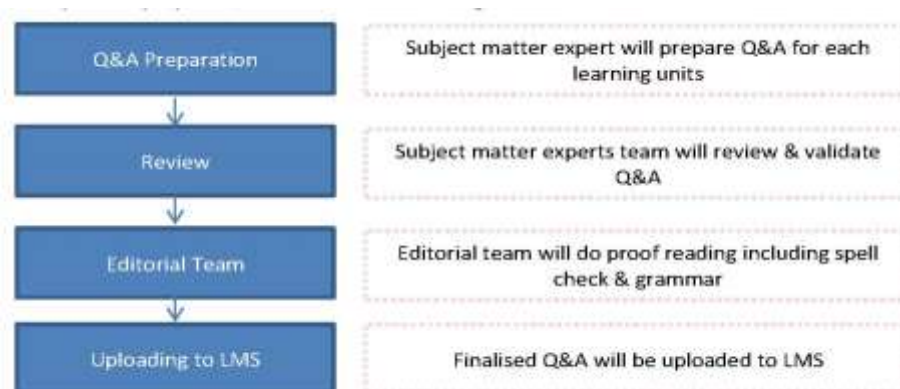 Q&A Preparation
Subject matter expert will prepare Q&A for each
learning units
Review
Subject matter experts team will review & validate
Q&A
Editorial Team
Editorial team will do proof reading including spell
check & grammar
Uploading to LMS
Finalised Q&A will be uploaded to LMS